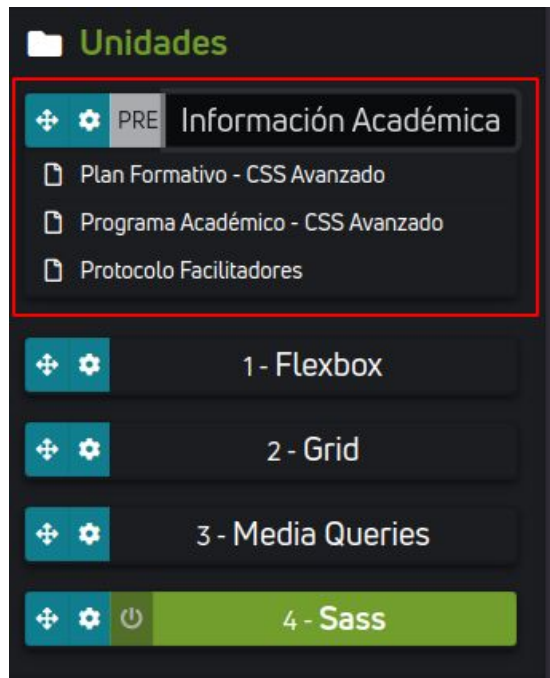 Unidades
PRE Información Académica
Plan Formativo - CSS Avanzado
Programa Académico - CSS Avanzado
Protocolo Facilitadores
1 - Flexbox
2 - Grid
3 - Media Queries
4 - Sass